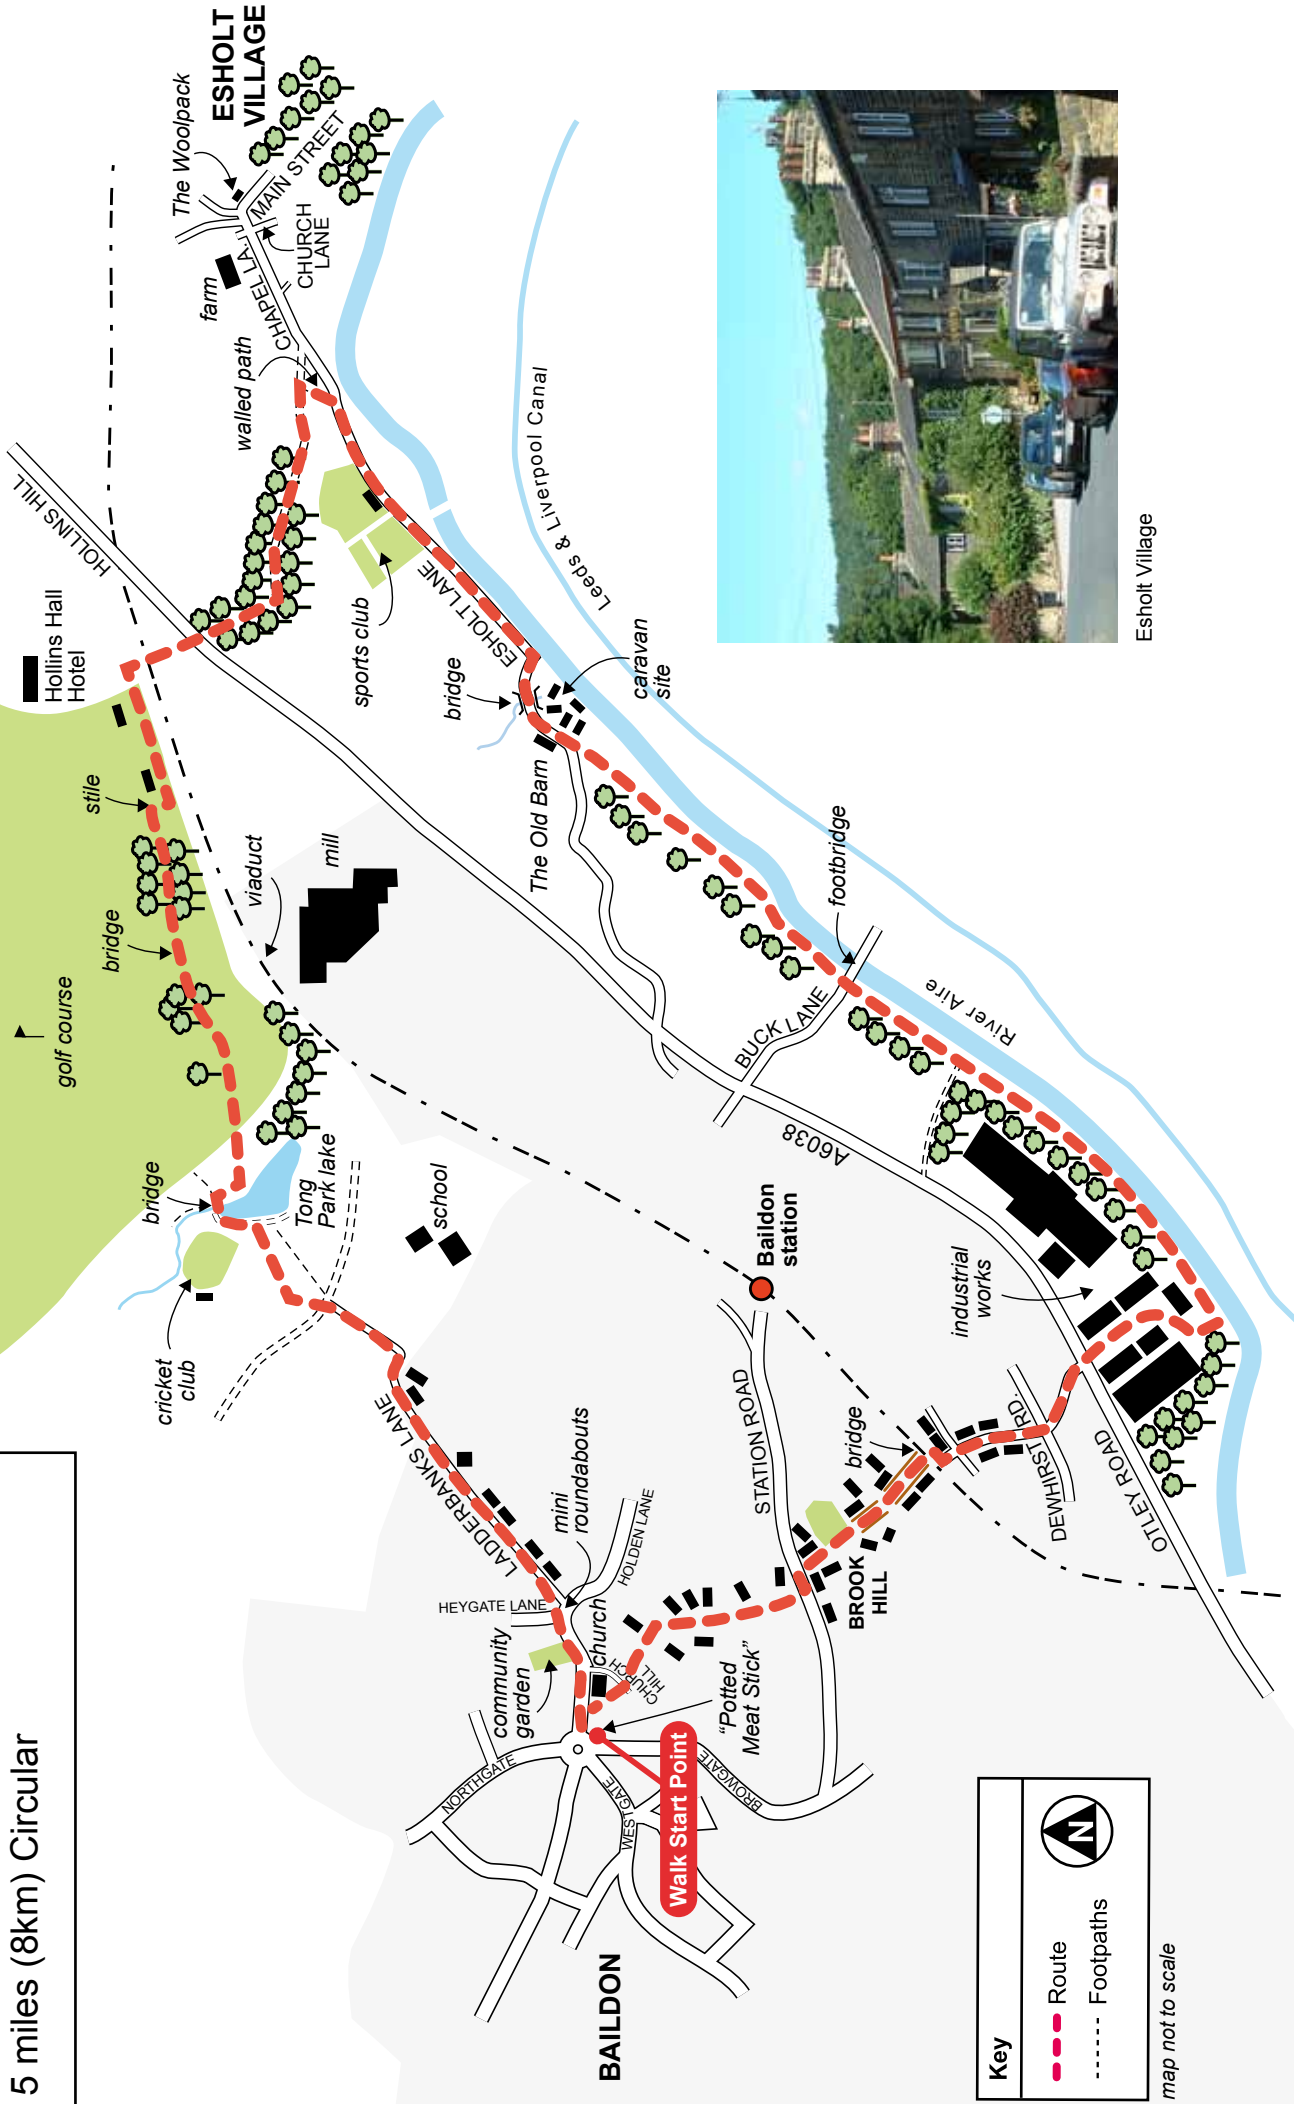 5 miles (8km) Circular
ESHOLT
VILLAGE
The Woolpack
MAIN STREET
CHURCH
LANE
CHAPEL LA.
farm
walled path
HOLLINS HILL
Hollins Hall
Hotel
sports club
ESHOLT LANE
Leeds & Liverpool Canal
bridge
caravan
site
The Old Barn
stile
viaduct
mill
bridge
golf course
footbridge
BUCK LANE
River Aire
A6038
bridge
Tong
Park lake
school
cricket
club
Baildon
station
industrial
works
LADDERBANKS LANE
STATION ROAD
bridge
DEWHIRST RD.
OTLEY ROAD
mini
roundabouts
HOLDEN LANE
HEYGATE LANE
BROOK
HILL
community
garden
church
CHURCH
HILL
"Potted
Meat Stick"
Walk Start Point
NORTHGATE
WESTGATE
BROWGATE
BAILDON
Key
Route
Footpaths
N
map not to scale
Esholt Village